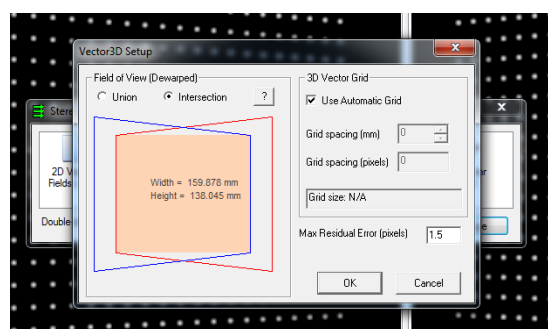 Vector3D Setup
Field of View (Dewarped)
Union
Intersection
?
Width = 159.878 mm
Height = 138.045 mm
3D Vector Grid
Use Automatic Grid
Grid spacing (mm)
0
Grid spacing (pixels)
0
Grid size: N/A
Max Residual Error (pixels)
1.5
OK
Cancel
Stere
2D V
Fields
Double
or
e